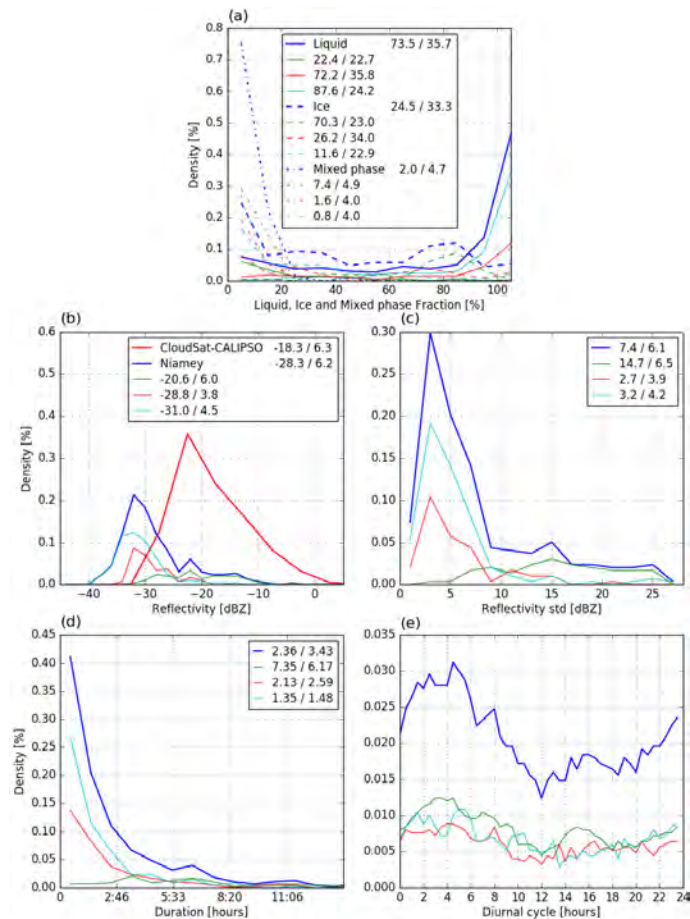 (a)
0.8
0.7
0.6
0.5
0.4
0.3
0.2
0.1
0.0
Density [%]
Liquid 73.5 / 35.7
22.4 / 22.7
72.2 / 35.8
87.6 / 24.2
Ice 24.5 / 33.3
70.3 / 23.0
26.2 / 34.0
11.6 / 22.9
Mixed phase 2.0 / 4.7
7.4 / 4.9
1.6 / 4.0
0.8 / 4.0
0 20 40 60 80 100
Liquid, Ice and Mixed phase Fraction [%]
(b)
0.6
0.5
0.4
0.3
0.2
0.1
0.0
Density [%]
CloudSat-CALIPSO -18.3 / 6.3
Niamey -28.3 / 6.2
-20.6 / 6.0
-28.8 / 3.8
-31.0 / 4.5
−40 −30 −20 −10 0
Reflectivity [dBZ]
(c)
0.30
0.25
0.20
0.15
0.10
0.05
0.00
7.4 / 6.1
14.7 / 6.5
2.7 / 3.9
3.2 / 4.2
0 5 10 15 20 25
Reflectivity std [dBZ]
(d)
0.45
0.40
0.35
0.30
0.25
0.20
0.15
0.10
0.05
0.00
Density [%]
2.36 / 3.43
7.35 / 6.17
2.13 / 2.59
1.35 / 1.48
0 2:46 5:33 8:20 11:06
Duration [hours]
(e)
0.035
0.030
0.025
0.020
0.015
0.010
0.005
0.000
0 2 4 6 8 10 12 14 16 18 20 22 24
Diurnal cycle [hours]